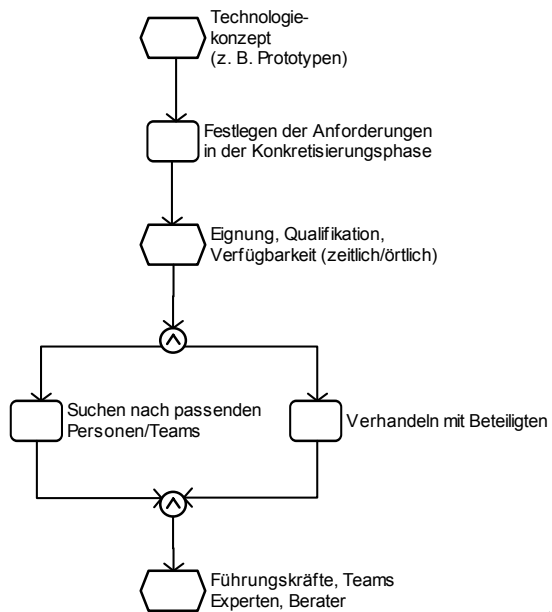 Technologie-
konzept
(z. B. Prototypen)
Festlegen der Anforderungen
in der Konkretisierungsphase
Eignung, Qualifikation,
Verfügbarkeit (zeitlich/örtlich)
Suchen nach passenden
Personen/Teams
Verhandeln mit Beteiligten
Führungskräfte, Teams
Experten, Berater